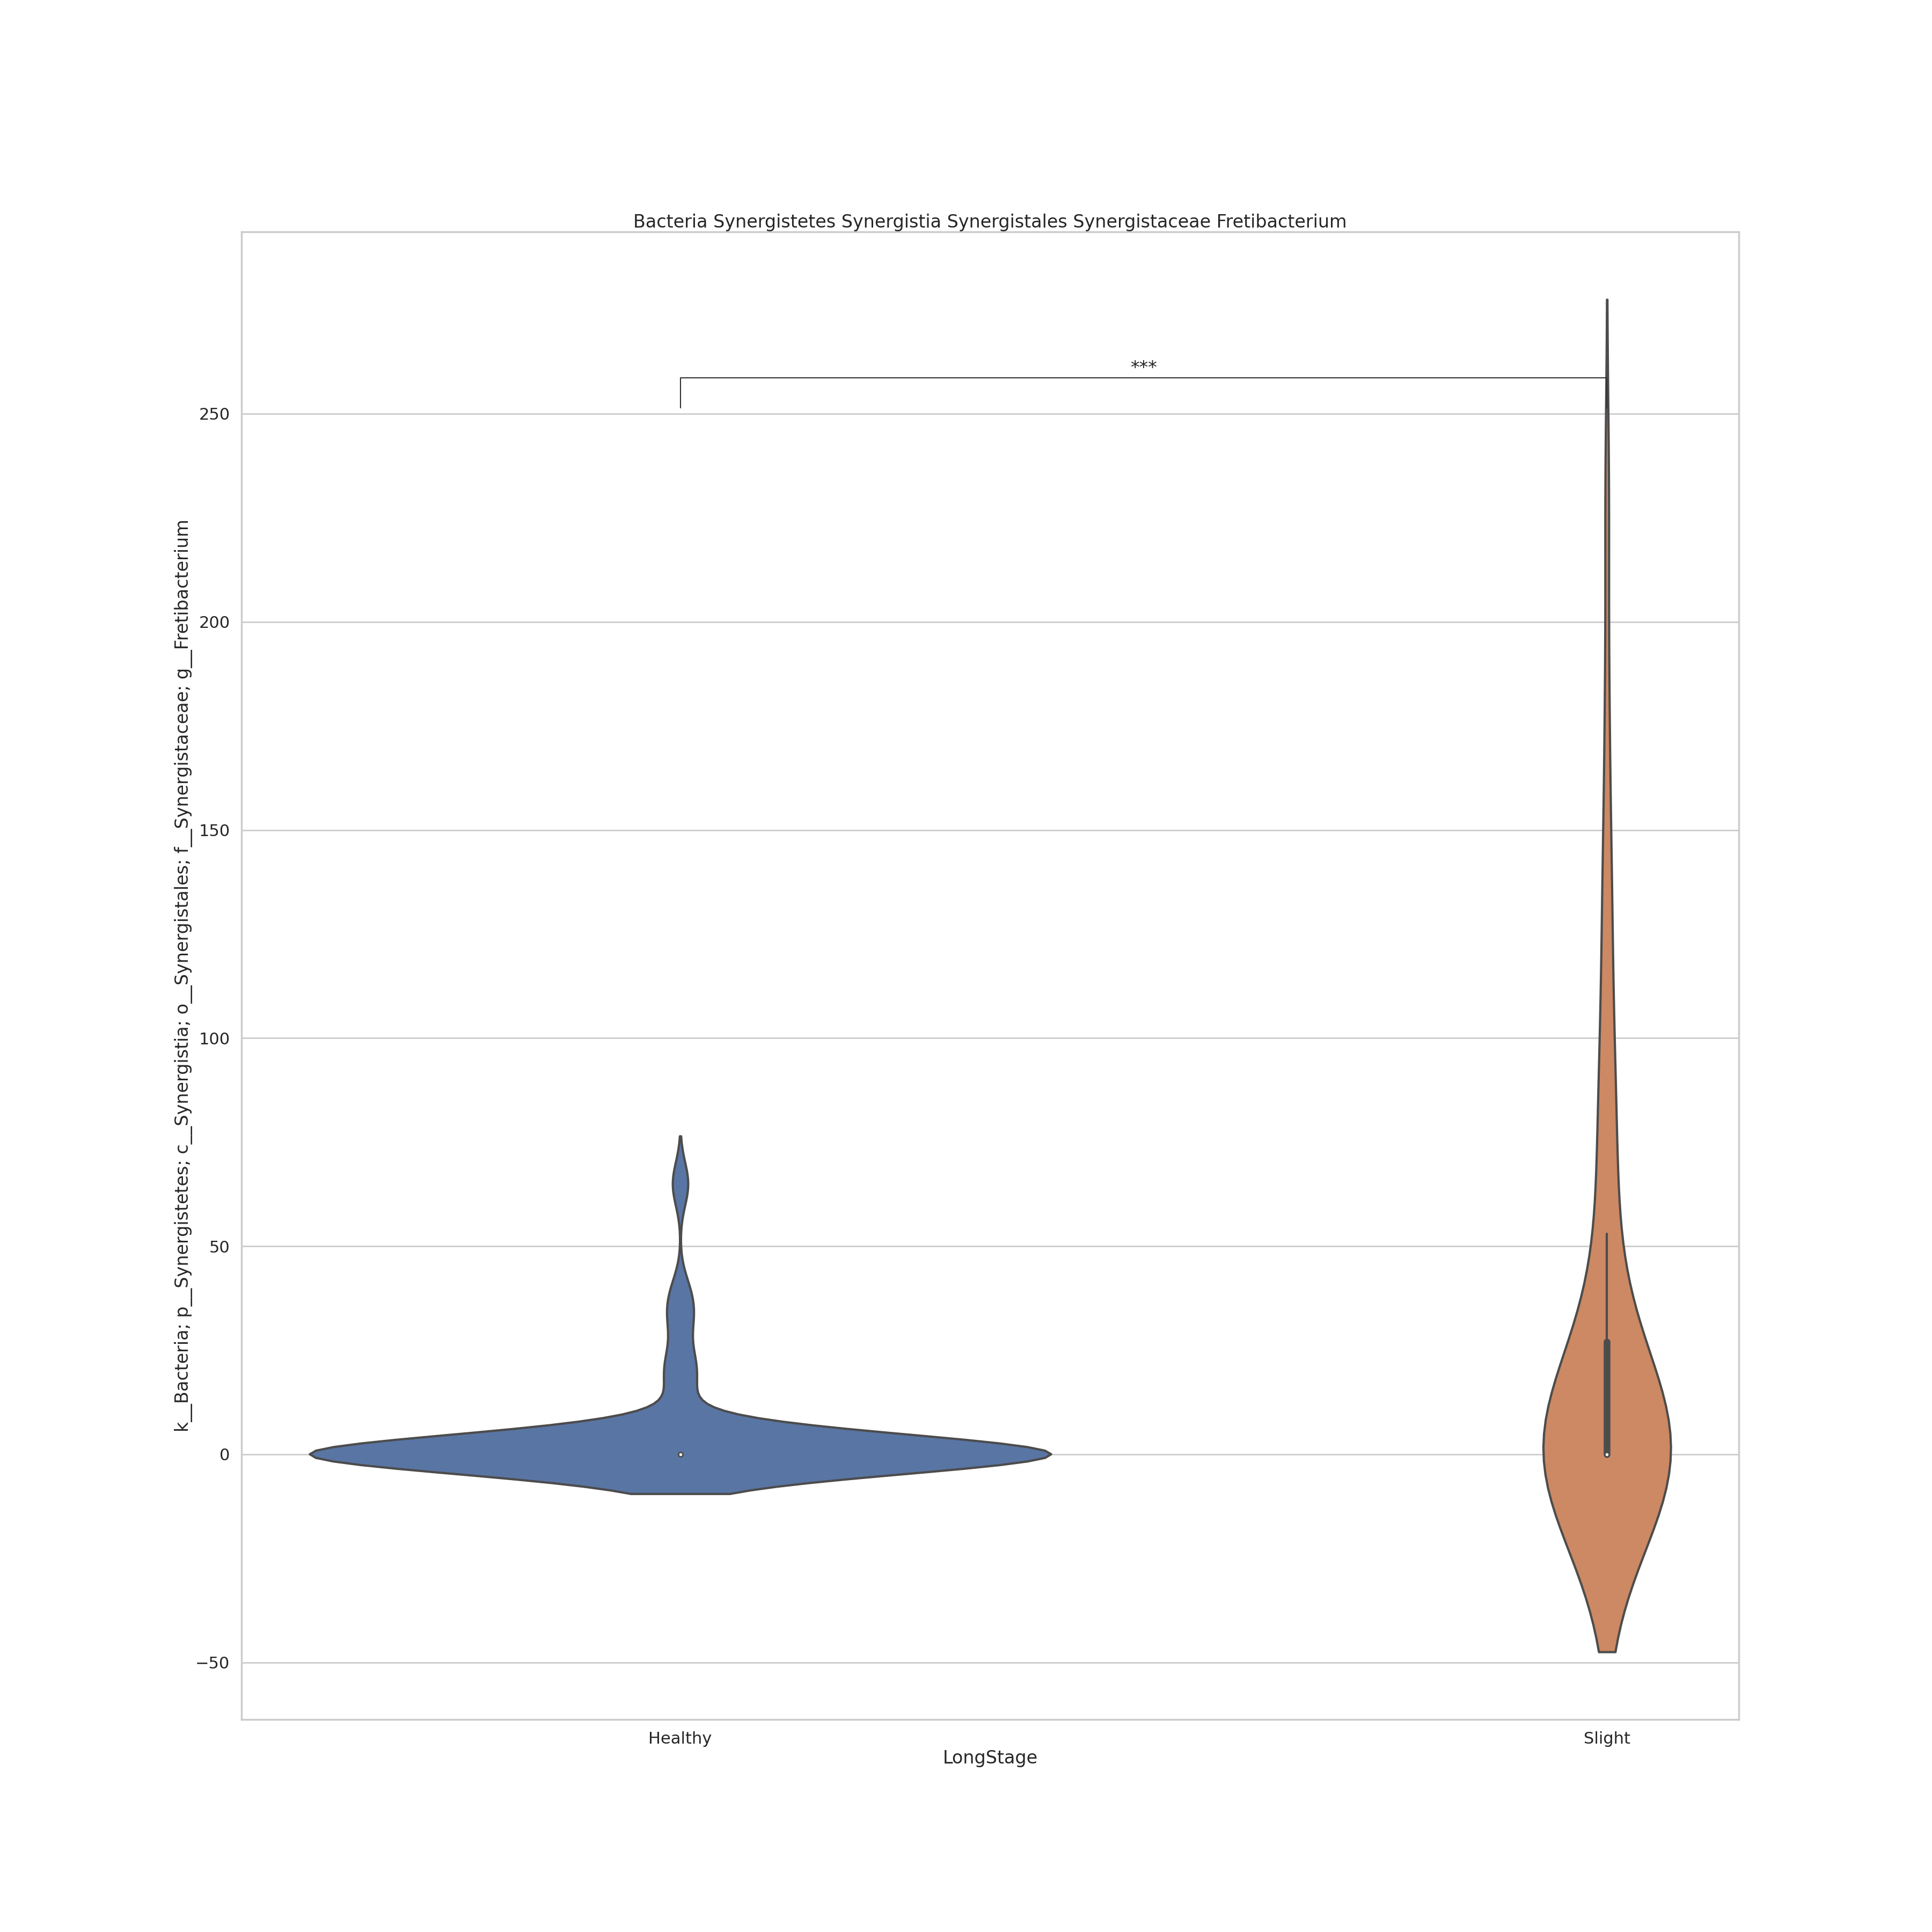 Bacteria Synergistetes Synergistia Synergistales Synergistaceae Fretibacterium
***
k__Bacteria; p__Synergistetes; c__Synergistia; o__Synergistales; f__Synergistaceae; g__Fretibacterium
250
200
150
100
50
0
−50
Healthy
Slight
LongStage